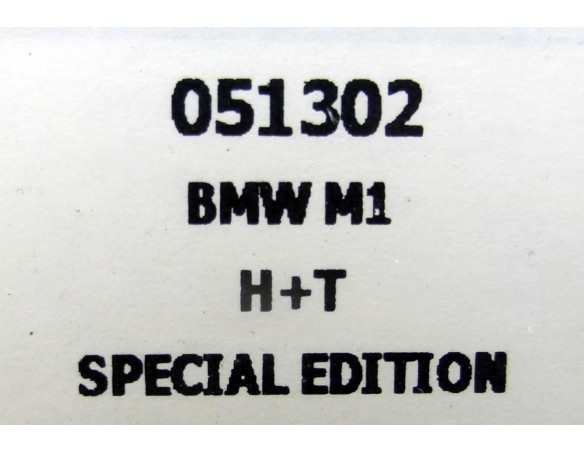 051302
BMW M1
H+T
SPECIAL EDITION